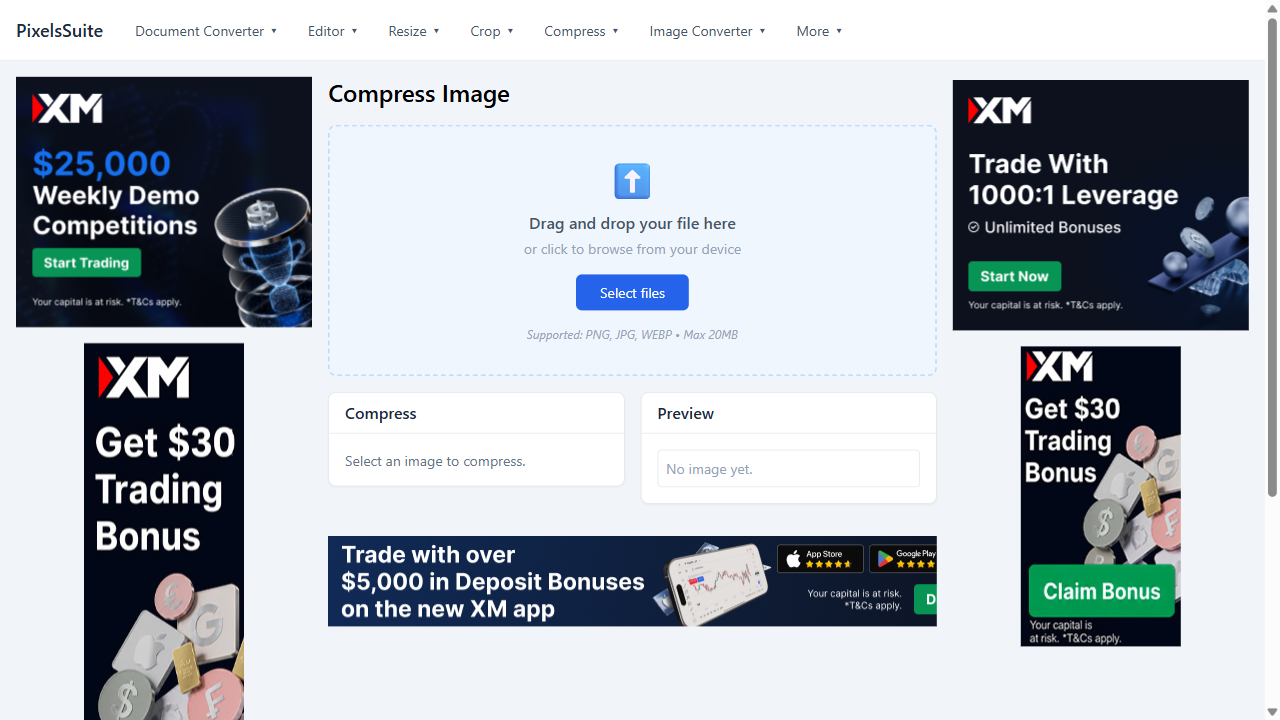 PixelsSuite
Document Converter ▼
Editor ▼
Resize ▼
Crop ▼
Compress ▼
Image Converter ▼
More ▼
XM
$25,000
Weekly Demo
Competitions
Start Trading
Your capital is at risk. *T&Cs apply.
XM
Get $30
Trading
Bonus
Compress Image
Drag and drop your file here
or click to browse from your device
Select files
Supported: PNG, JPG, WEBP • Max 20MB
Compress
Select an image to compress.
Preview
No image yet.
Trade with over
$5,000 in Deposit Bonuses
on the new XM app
App Store
Google Play
Your capital is at risk.
*T&Cs apply.
D
XM
Trade With
1000:1 Leverage
Unlimited Bonuses
Start Now
Your capital is at risk. *T&Cs apply.
XM
Get $30
Trading
Bonus
Claim Bonus
Your capital is
at risk. *T&Cs apply.